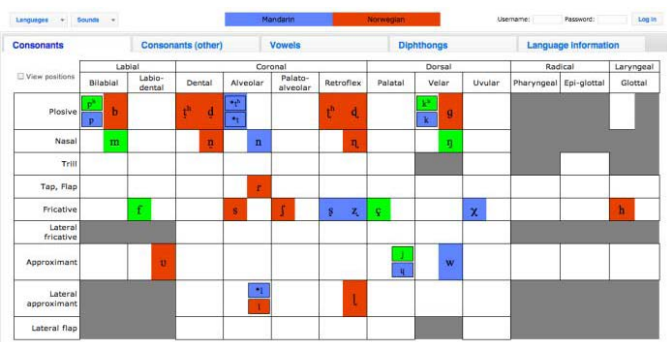 Languages Sounds Mandarin Norwegian Username: Password: Log in
Consonants Consonants (other) Vowels Diphthongs Language information
Labial Coronal Dorsal Radical Laryngeal
View positions Bilabial Labio-dental Dental Alveolar Palato-alveolar Retroflex Palatal Velar Uvular Pharyngeal Epi-glottal Glottal
Plosive pʰ p b t̪ʰ d̪ *tʰ *t ʈʰ ɖ kʰ k g
Nasal m n̪ n ɳ ŋ
Trill
Tap, Flap r
Fricative f s ʃ ʂ ʐ ç χ h
Lateral fricative
Approximant ʋ j ɥ w
Lateral approximant *l l ɭ
Lateral flap